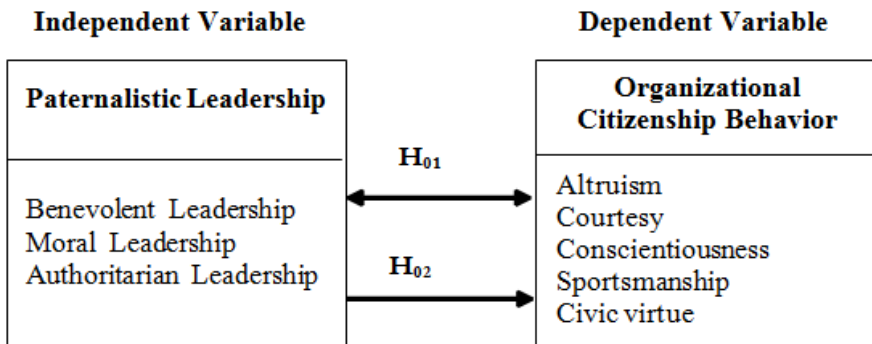 Independent Variable
Dependent Variable
Paternalistic Leadership
Organizational
Citizenship Behavior
H01
Benevolent Leadership
Moral Leadership
Authoritarian Leadership
H02
Altruism
Courtesy
Conscientiousness
Sportsmanship
Civic virtue